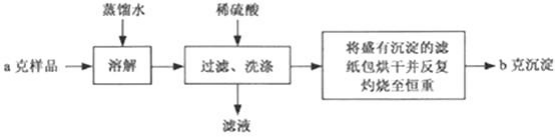 蒸馏水
稀硫酸
a克样品
溶解
过滤、洗涤
将盛有沉淀的滤
纸包烘干并反复
灼烧至恒重
b克沉淀
滤液